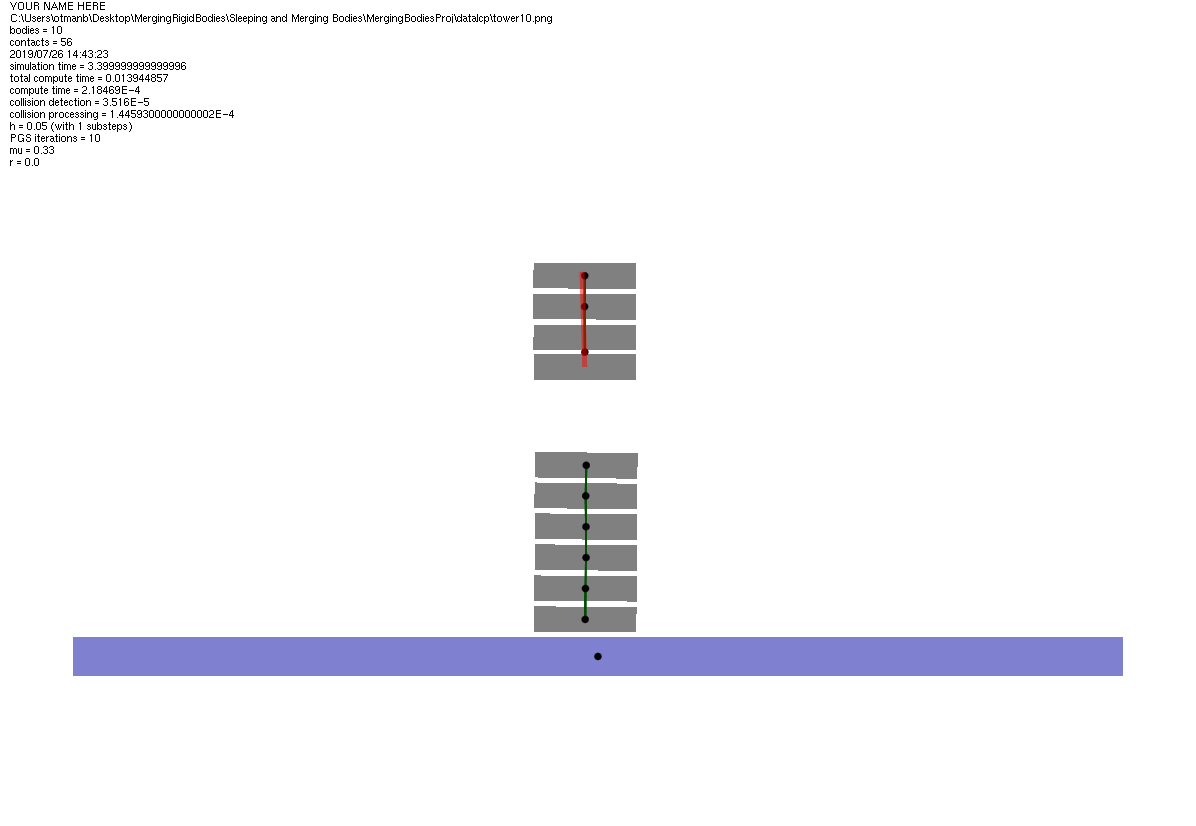 YOUR NAME HERE
C:\Users\otmanb\Desktop\MergingRigidBodies\Sleeping and Merging Bodies\MergingBodiesProj\datalcp\tower10.png
bodies = 10
contacts = 56
2019/07/26 14:43:23
simulation time = 3.399999999999996
total compute time = 0.013944857
compute time = 2.18469E-4
collision detection = 3.516E-5
collision processing = 1.4459300000000002E-4
h = 0.05 (with 1 substeps)
PGS iterations = 10
mu = 0.33
r = 0.0